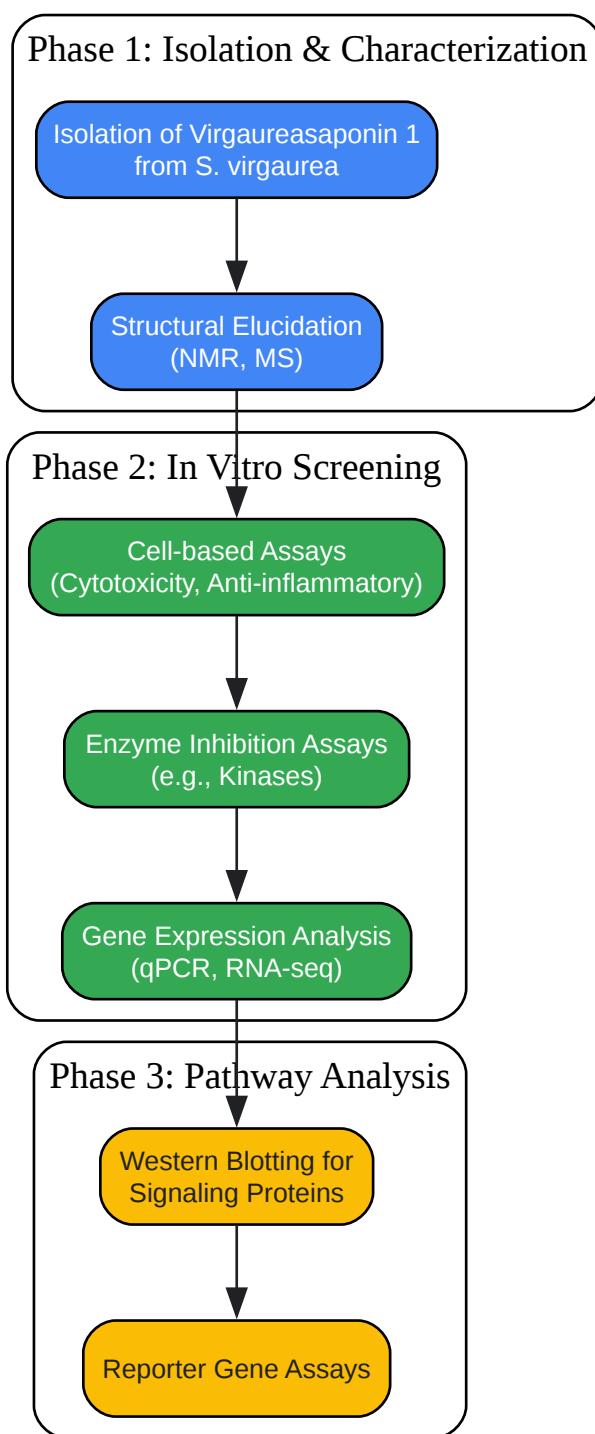 Phase 1: Isolation & Characterization
Isolation of Virgaureasaponin 1
from S. virgaurea
Structural Elucidation
(NMR, MS)
Phase 2: In Vitro Screening
Cell-based Assays
(Cytotoxicity, Anti-inflammatory)
Enzyme Inhibition Assays
(e.g., Kinases)
Gene Expression Analysis
(qPCR, RNA-seq)
Phase 3: Pathway Analysis
Western Blotting for
Signaling Proteins
Reporter Gene Assays